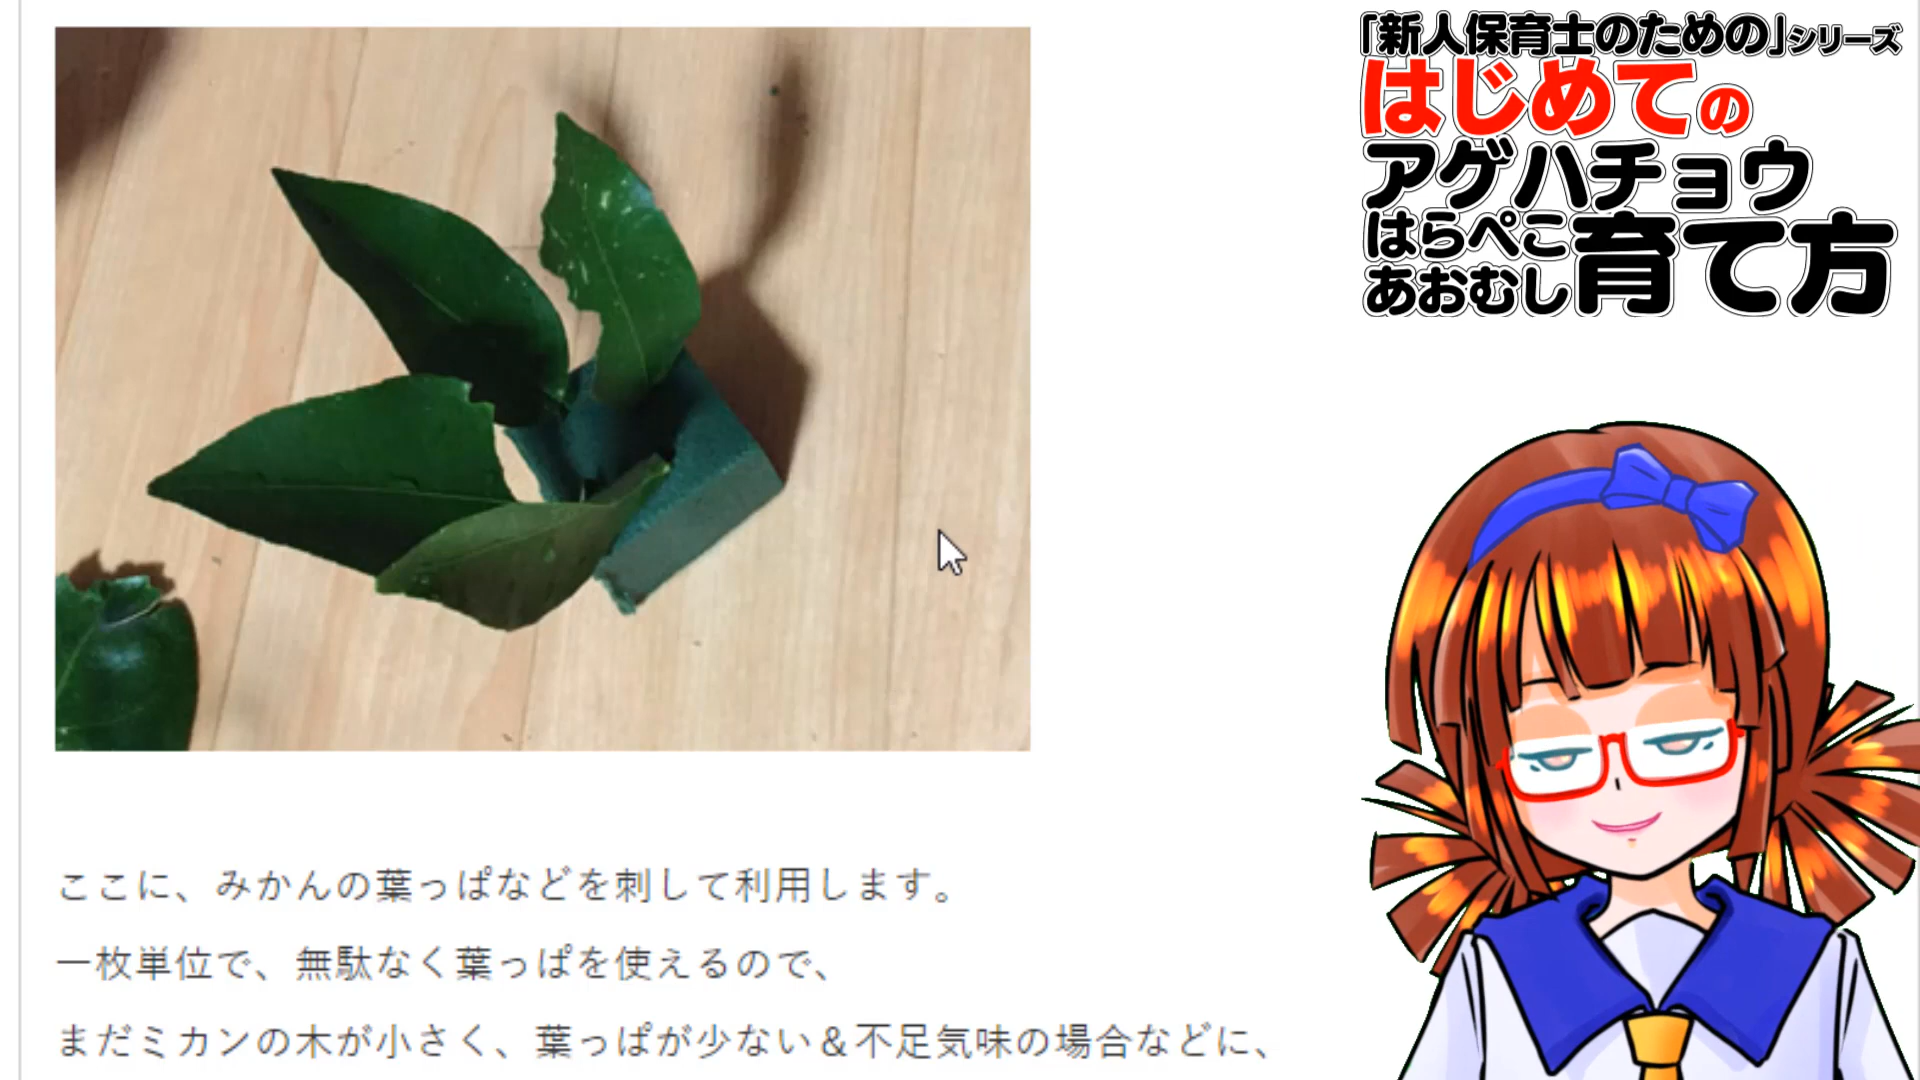 「新人保育士のための」シリーズ
はじめての
アゲハチョウ
はらぺこ
あおむし育て方
ここに、みかんの葉っぱなどを刺して利用します。
一枚単位で、無駄なく葉っぱを使えるので、
まだミカンの木が小さく、葉っぱが少ない＆不足気味の場合などに、